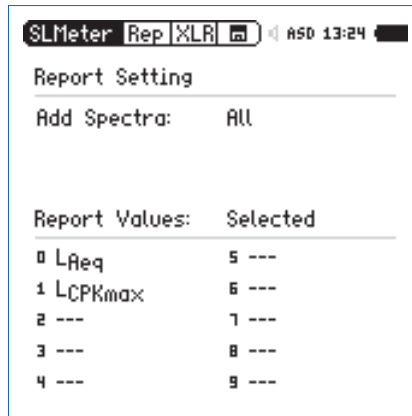 SLMeter Rep XLR ASD 13:24
Report Setting
Add Spectra: All
Report Values: Selected
0 LAeq 5 ---
1 LCPKmax 6 ---
2 --- 7 ---
3 --- 8 ---
4 --- 9 ---